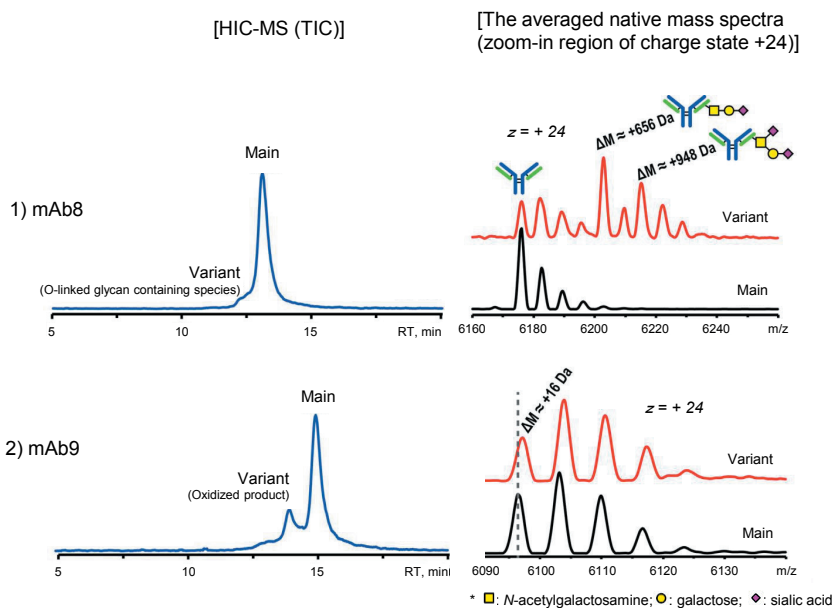 [HIC-MS (TIC)]
[The averaged native mass spectra
(zoom-in region of charge state +24)]
1) mAb8
Main
Variant
(O-linked glycan containing species)
5
10
15
RT, min
z = + 24
ΔM ≈ +656 Da
ΔM ≈ +948 Da
Variant
Main
6160
6180
6200
6220
6240
m/z
2) mAb9
Main
Variant
(Oxidized product)
5
10
15
RT, min
ΔM ≈ +16 Da
z = + 24
Variant
Main
6090
6100
6110
6120
6130
m/z
* : N-acetylgalactosamine; : galactose; : sialic acid